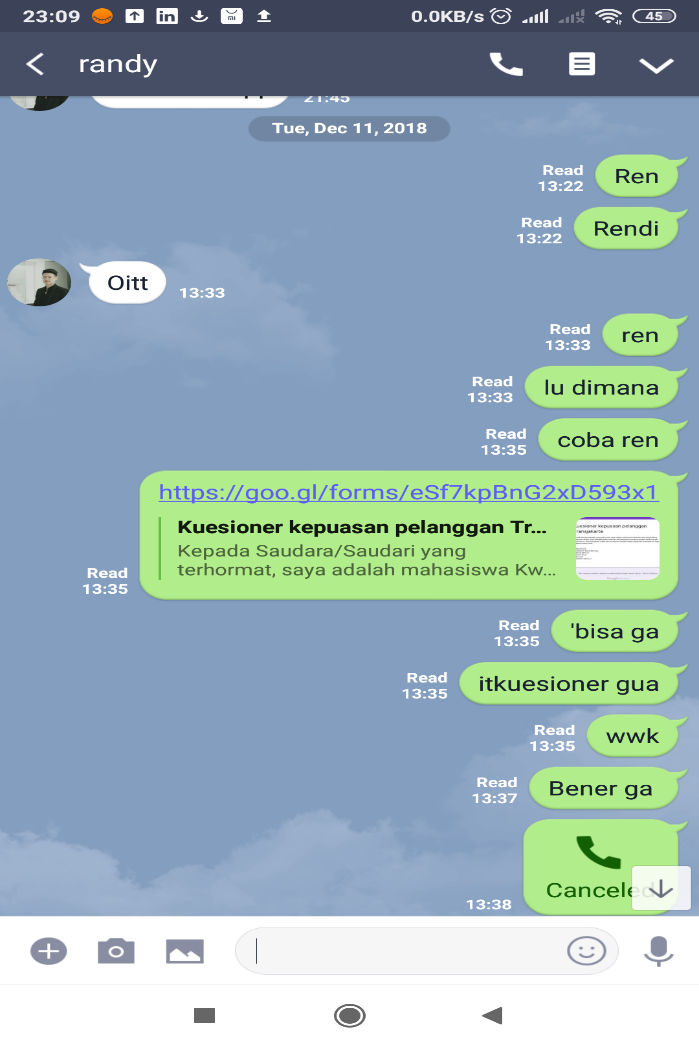 23:09
in
mi
0.0KB/s
45
randy
21:45
Tue, Dec 11, 2018
Ren
Read
13:22
Rendi
Read
13:22
Oitt
13:33
ren
Read
13:33
lu dimana
Read
13:33
coba ren
Read
13:35
https://goo.gl/forms/eSf7kpBnG2xD593x1
Kuesioner kepuasan pelanggan Tr...
Kepada Saudara/Saudari yang
terhormat, saya adalah mahasiswa Kw...
Read
13:35
'bisa ga
Read
13:35
itkuesioner gua
Read
13:35
wwk
Read
13:35
Bener ga
Read
13:37
Canceled
13:38